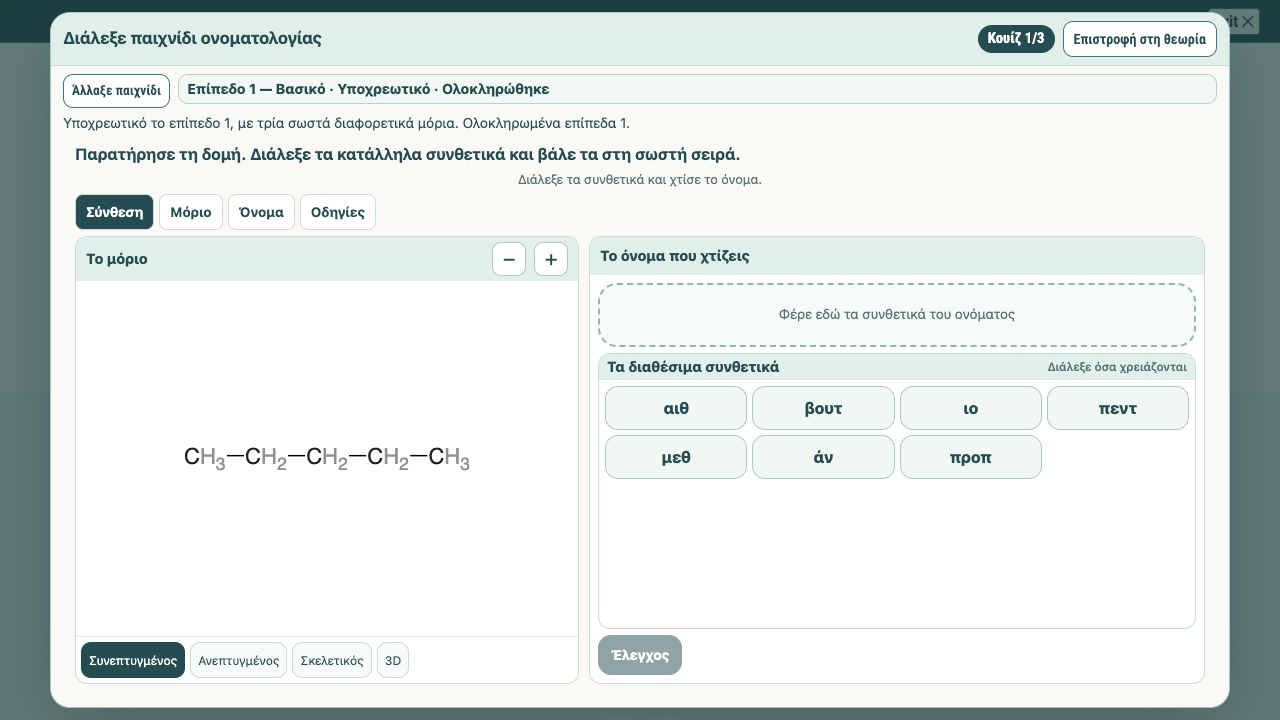 Διάλεξε παιχνίδι ονοματολογίας
Κουίζ 1/3
Επιστροφή στη θεωρία
Άλλαξε παιχνίδι
Επίπεδο 1 — Βασικό · Υποχρεωτικό · Ολοκληρώθηκε
Υποχρεωτικό το επίπεδο 1, με τρία σωστά διαφορετικά μόρια. Ολοκληρωμένα επίπεδα 1.
Παρατήρησε τη δομή. Διάλεξε τα κατάλληλα συνθετικά και βάλε τα στη σωστή σειρά.
Διάλεξε τα συνθετικά και χτίσε το όνομα.
Σύνθεση
Μόριο
Όνομα
Οδηγίες
Το μόριο
− +
CH₃—CH₂—CH₂—CH₂—CH₃
Συνεπτυγμένος
Ανεπτυγμένος
Σκελετικός
3D
Το όνομα που χτίζεις
Φέρε εδώ τα συνθετικά του ονόματος
Τα διαθέσιμα συνθετικά
Διάλεξε όσα χρειάζονται
αιθ
βουτ
ιο
πεντ
μεθ
άν
προπ
Έλεγχος